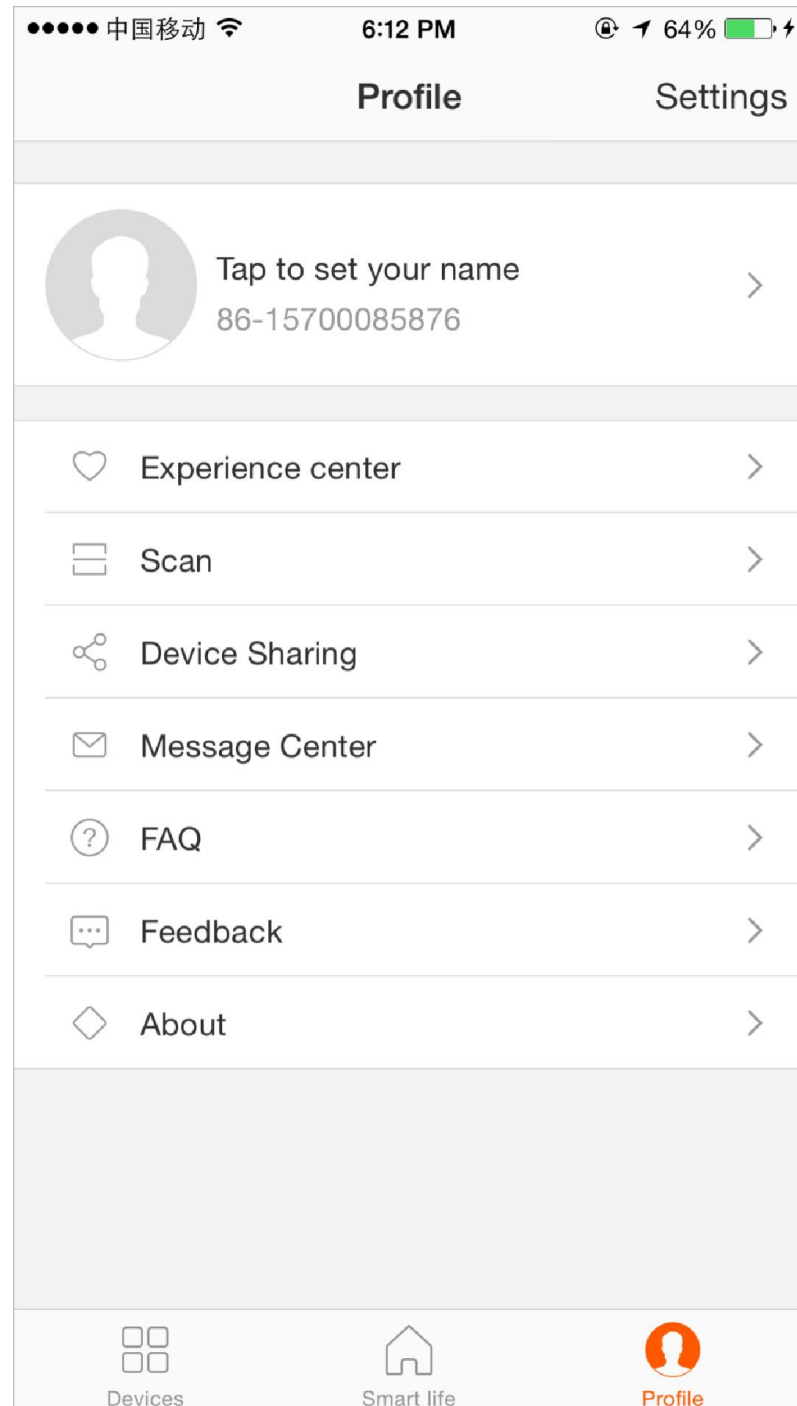 中国移动 6:12 PM 64%
Profile Settings
Tap to set your name
86-15700085876
Experience center
Scan
Device Sharing
Message Center
FAQ
Feedback
About
Devices Smart life Profile